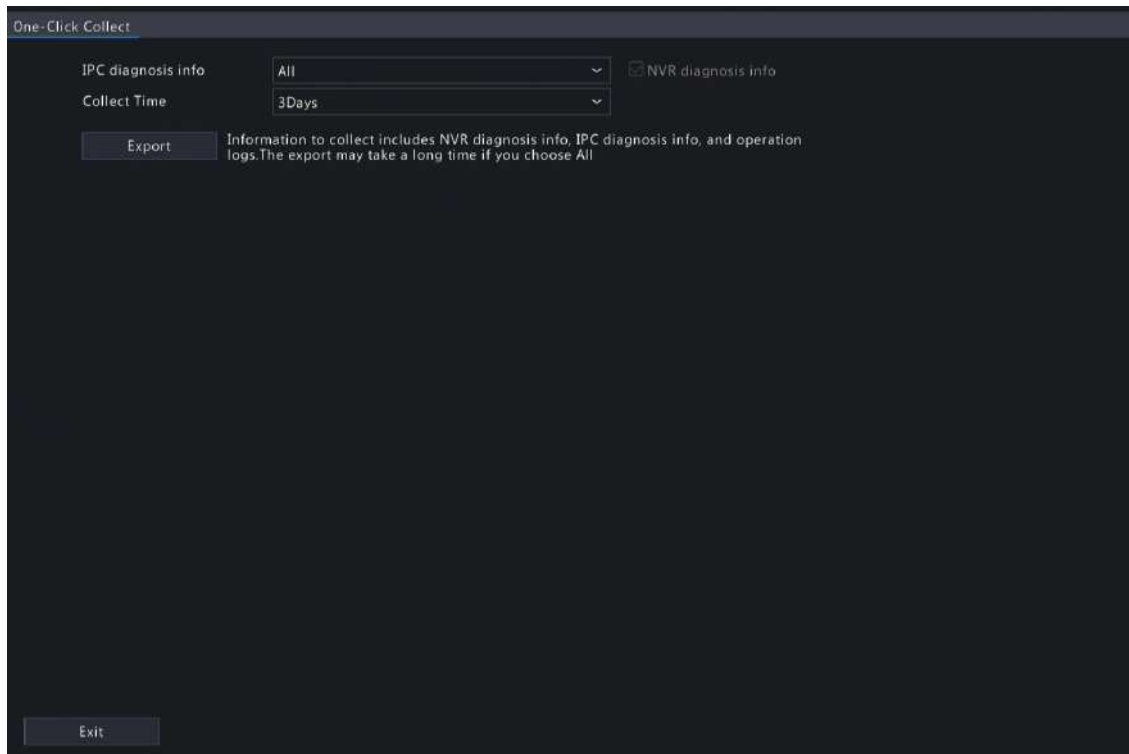 One-Click Collect
IPC diagnosis info All NVR diagnosis info
Collect Time 3Days
Export Information to collect includes NVR diagnosis info, IPC diagnosis info, and operation
logs.The export may take a long time if you choose All
Exit